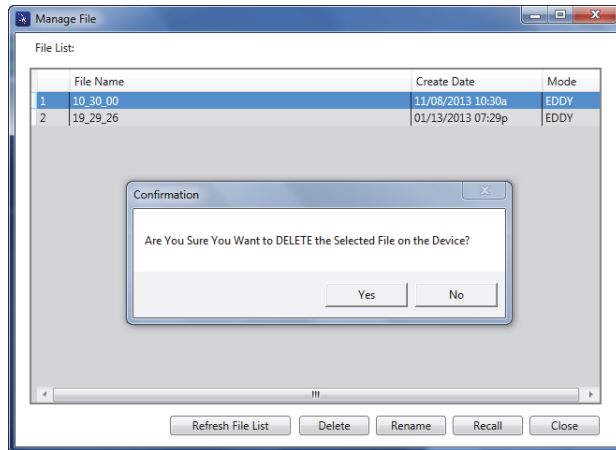 Manage File
File List:
File Name Create Date Mode
1 10_30_00 11/08/2013 10:30a EDDY
2 19_29_26 01/13/2013 07:29p EDDY
Confirmation
Are You Sure You Want to DELETE the Selected File on the Device?
Yes No
Refresh File List Delete Rename Recall Close